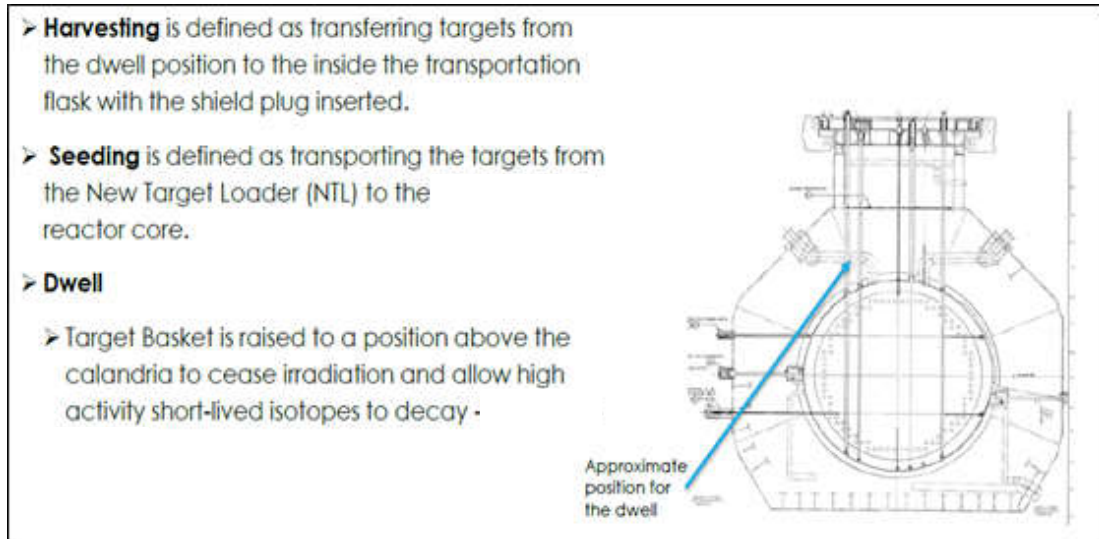 ➢ Harvesting is defined as transferring targets from
the dwell position to the inside the transportation
flask with the shield plug inserted.
➢ Seeding is defined as transporting the targets from
the New Target Loader (NTL) to the
reactor core.
➢ Dwell
➢ Target Basket is raised to a position above the
calandria to cease irradiation and allow high
activity short-lived isotopes to decay -
Approximate
position for
the dwell